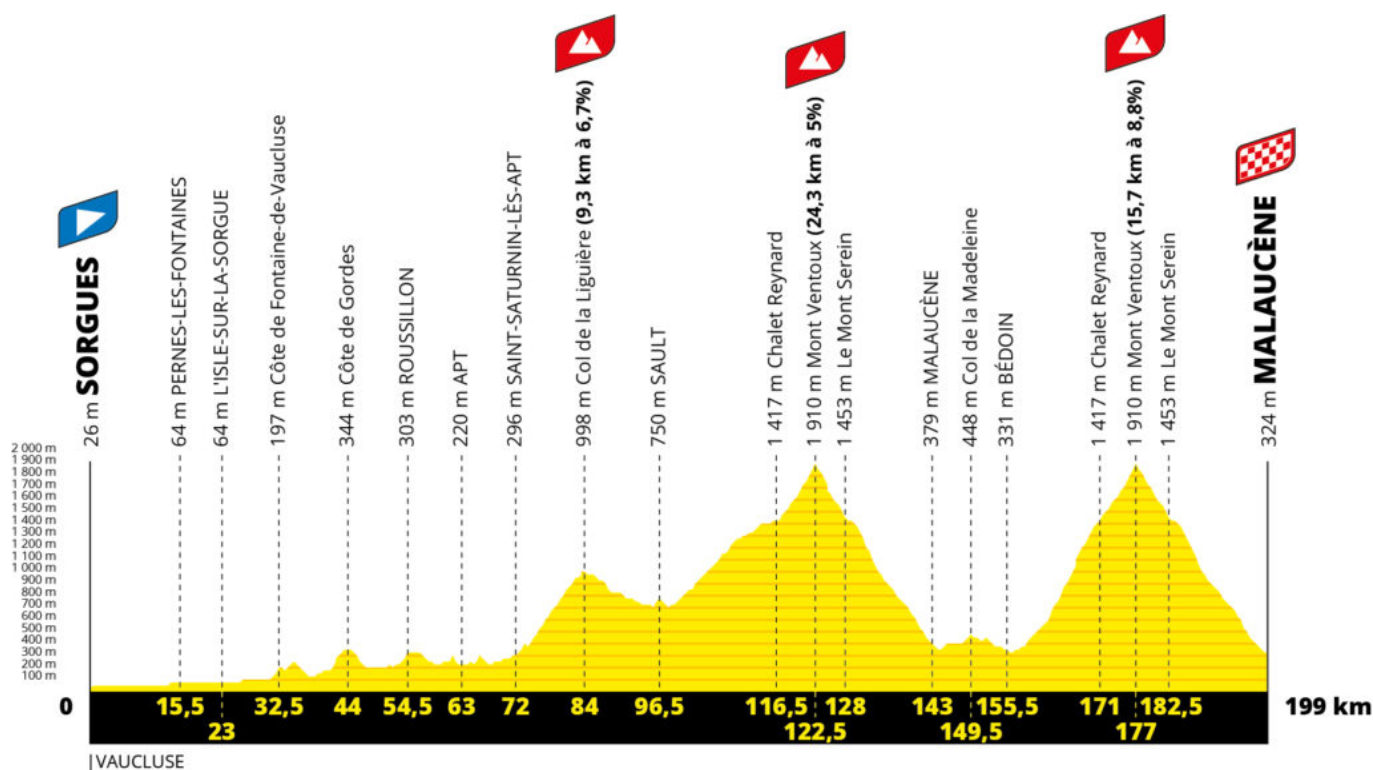 26 m SORGUES
64 m PERNES-LES-FONTAINES
64 m L'ISLE-SUR-LA-SORGUE
197 m Côte de Fontaine-de-Vaucluse
344 m Côte de Gordes
303 m ROUSSILLON
220 m APT
296 m SAINT-SATURNIN-LÈS-APT
998 m Col de la Liguière (9,3 km à 6,7%)
750 m SAULT
1 417 m Chalet Reynard
1 910 m Mont Ventoux (24,3 km à 5%)
1 453 m Le Mont Serein
379 m MALAUCÈNE
448 m Col de la Madeleine
331 m BÉDOIN
1 417 m Chalet Reynard
1 910 m Mont Ventoux (15,7 km à 8,8%)
1 453 m Le Mont Serein
324 m MALAUCÈNE
2 000 m
1 900 m
1 800 m
1 700 m
1 600 m
1 500 m
1 400 m
1 300 m
1 200 m
1 100 m
1 000 m
900 m
800 m
700 m
600 m
500 m
400 m
300 m
200 m
100 m
0 15,5 32,5 44 54,5 63 72 84 96,5 116,5 128 143 155,5 171 182,5 199 km
23 122,5 149,5 177
VAUCLUSE